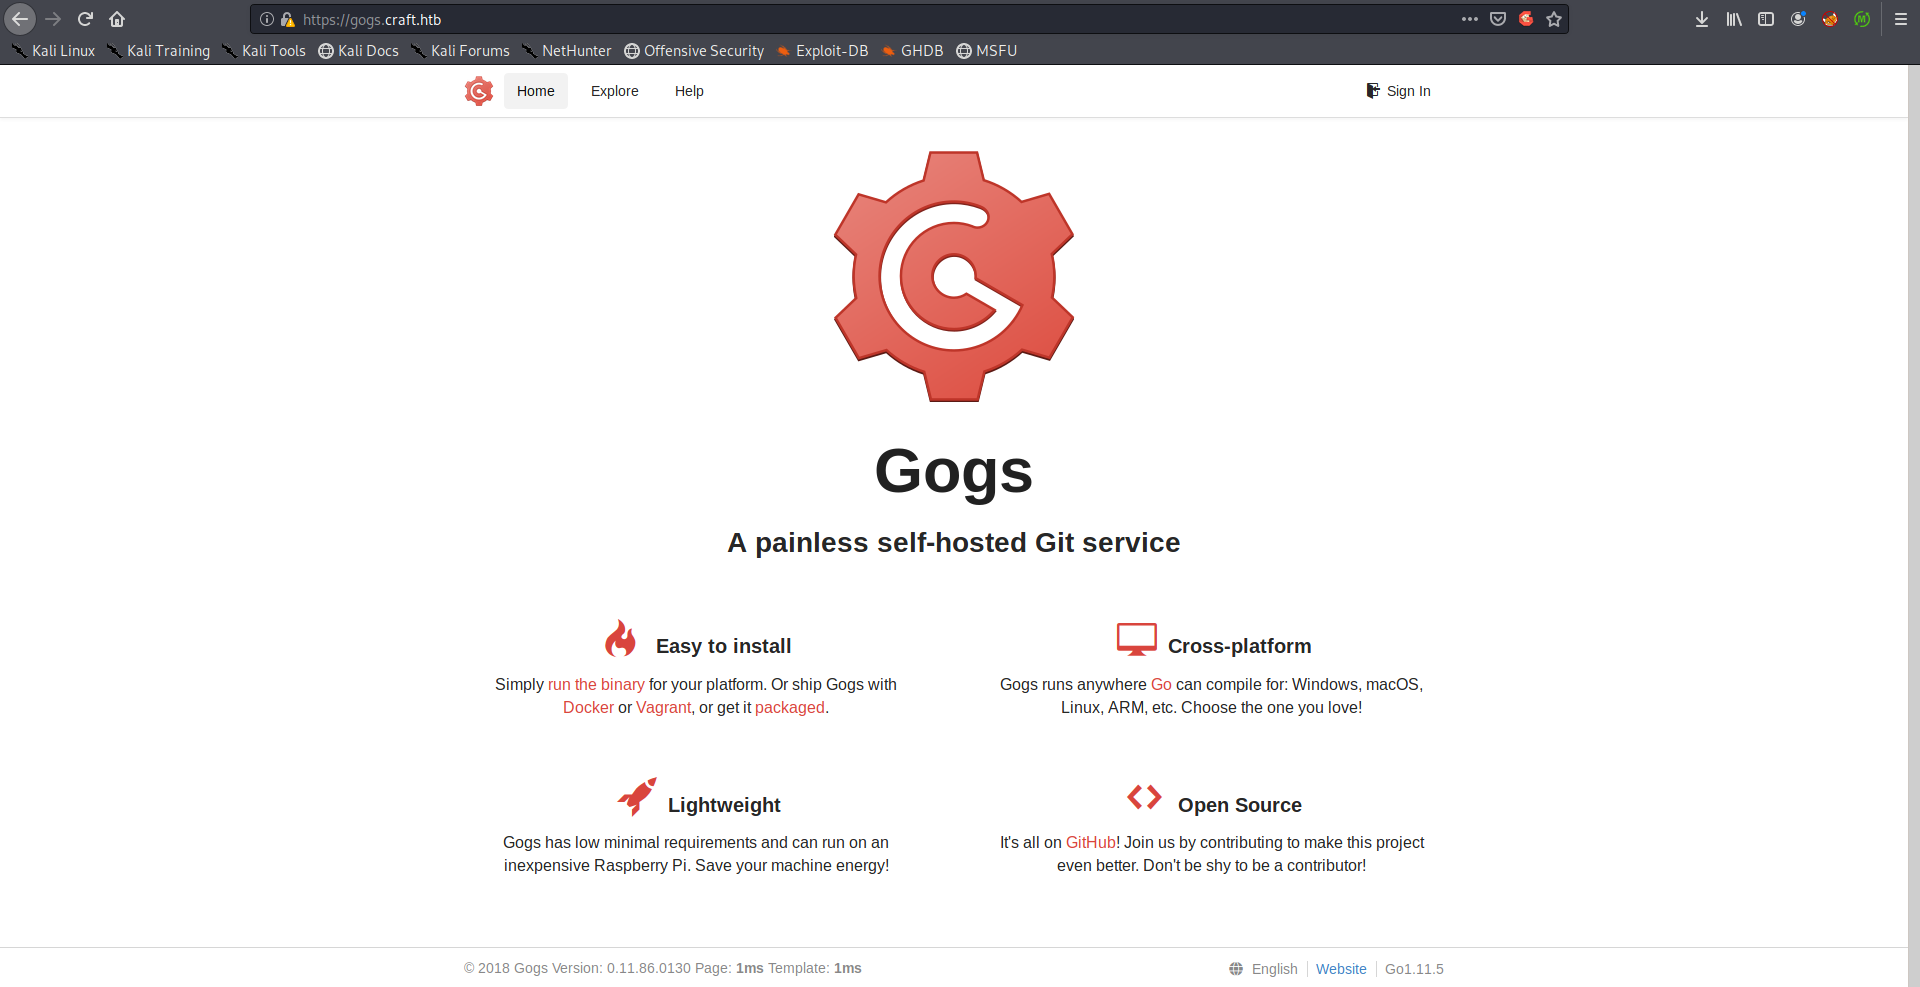 https://gogs.craft.htb
Kali Linux Kali Training Kali Tools Kali Docs Kali Forums NetHunter Offensive Security Exploit-DB GHDB MSFU
Home Explore Help Sign In
Gogs
A painless self-hosted Git service
Easy to install
Simply run the binary for your platform. Or ship Gogs with
Docker or Vagrant, or get it packaged.
Cross-platform
Gogs runs anywhere Go can compile for: Windows, macOS,
Linux, ARM, etc. Choose the one you love!
Lightweight
Gogs has low minimal requirements and can run on an
inexpensive Raspberry Pi. Save your machine energy!
Open Source
It's all on GitHub! Join us by contributing to make this project
even better. Don't be shy to be a contributor!
© 2018 Gogs Version: 0.11.86.0130 Page: 1ms Template: 1ms English Website Go1.11.5